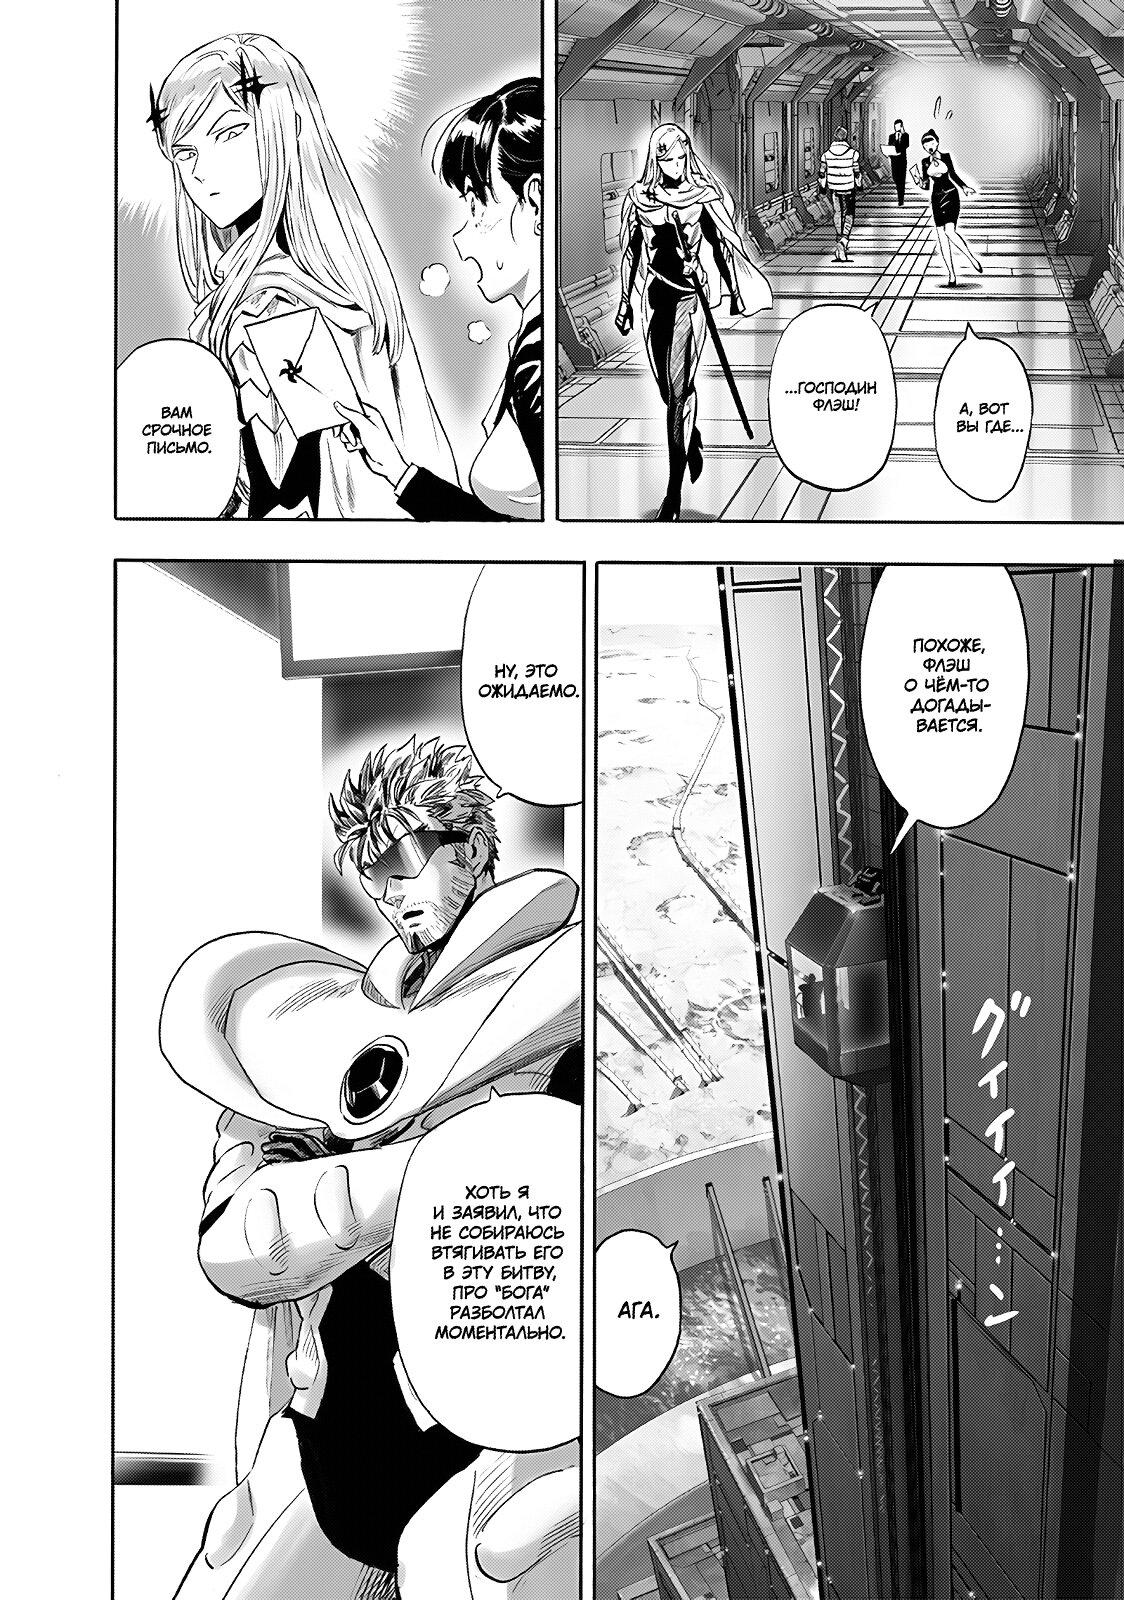 А, ВОТ
ВЫ ГДЕ...
...ГОСПОДИН
ФЛЭШ!
ВАМ
СРОЧНОЕ
ПИСЬМО.
ПОХОЖЕ,
ФЛЭШ
О ЧЁМ-ТО
ДОГАДЫ-
ВАЕТСЯ.
グイイイ…ン
АГА.
НУ, ЭТО
ОЖИДАЕМО.
ХОТЬ Я
И ЗАЯВИЛ, ЧТО
НЕ СОБИРАЮСЬ
ВТЯГИВАТЬ ЕГО
В ЭТУ БИТВУ,
ПРО "БОГА"
РАЗБОЛТАЛ
МОМЕНТАЛЬНО.